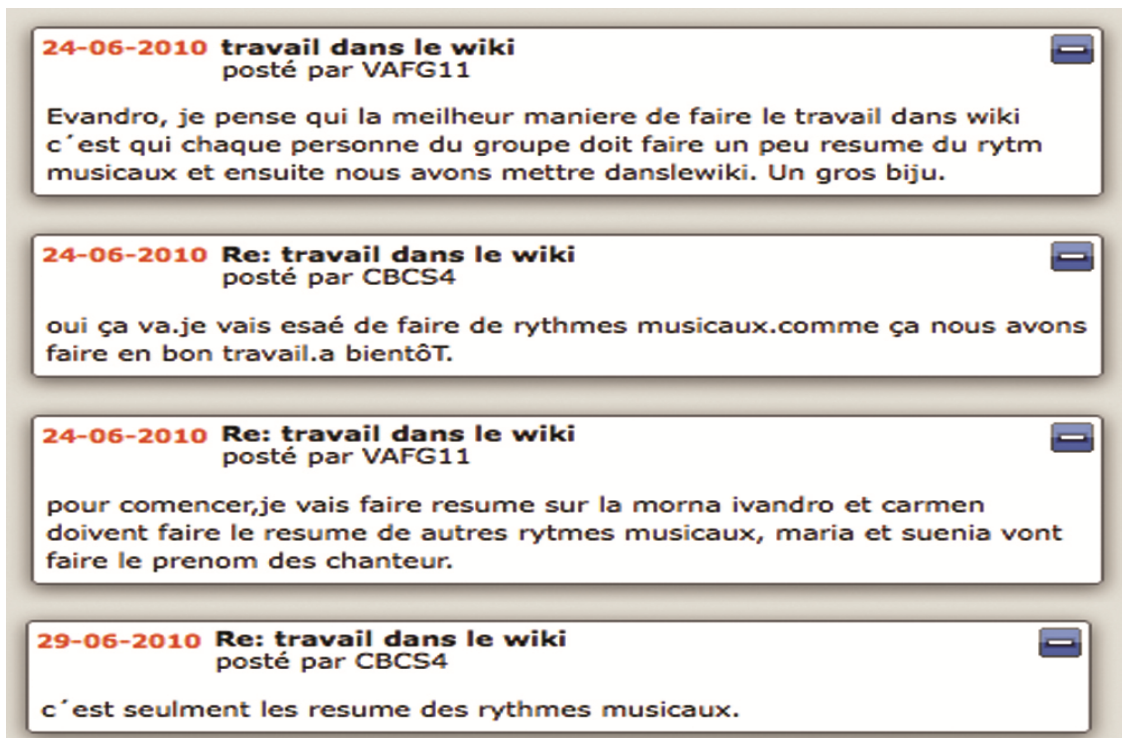 24-06-2010 travail dans le wiki
posté par VAFG11
Evandro, je pense qui la meilheur maniere de faire le travail dans wiki
c´est qui chaque personne du groupe doit faire un peu resume du rytm
musicaux et ensuite nous avons mettre danslewiki. Un gros biju.
24-06-2010 Re: travail dans le wiki
posté par CBCS4
oui ça va.je vais esaé de faire de rythmes musicaux.comme ça nous avons
faire en bon travail.a bientôT.
24-06-2010 Re: travail dans le wiki
posté par VAFG11
pour comencer,je vais faire resume sur la morna ivandro et carmen
doivent faire le resume de autres rytmes musicaux, maria et suenia vont
faire le prenom des chanteur.
29-06-2010 Re: travail dans le wiki
posté par CBCS4
c´est seulment les resume des rythmes musicaux.